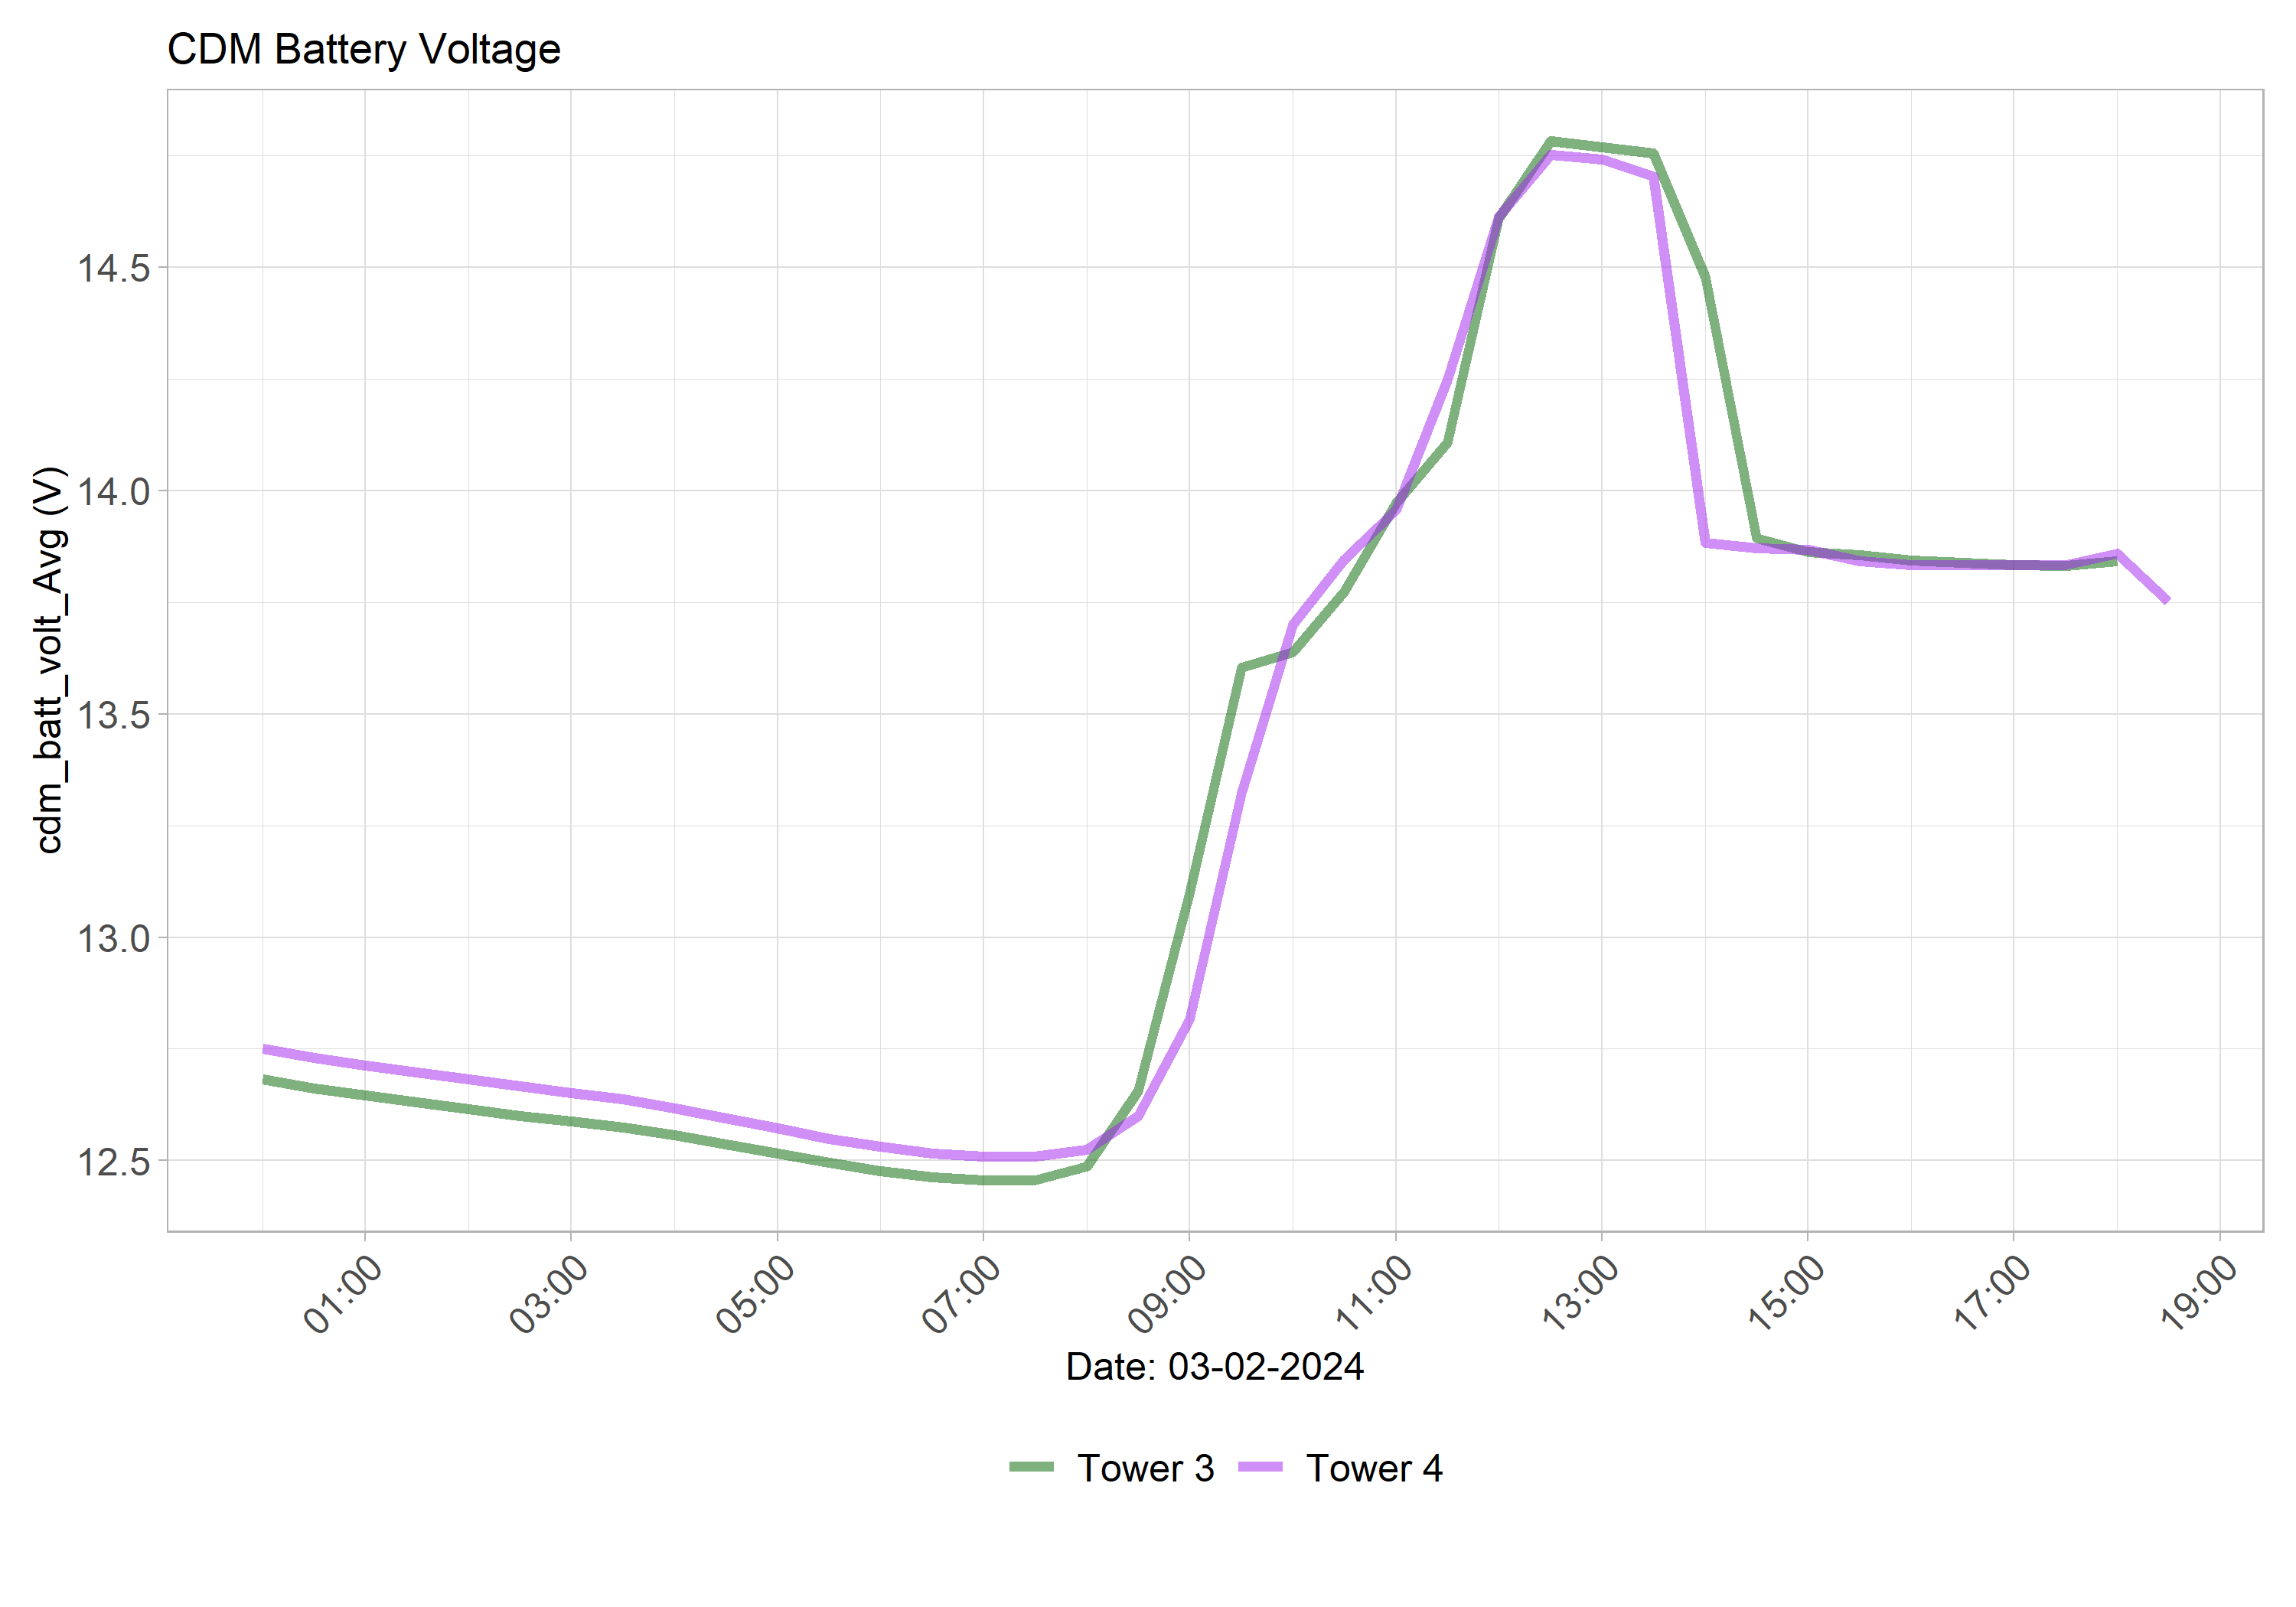 CDM Battery Voltage
cdm_batt_volt_Avg (V)
14.5
14.0
13.5
13.0
12.5
01:00 03:00 05:00 07:00 09:00 11:00 13:00 15:00 17:00 19:00
Date: 03-02-2024
Tower 3 Tower 4